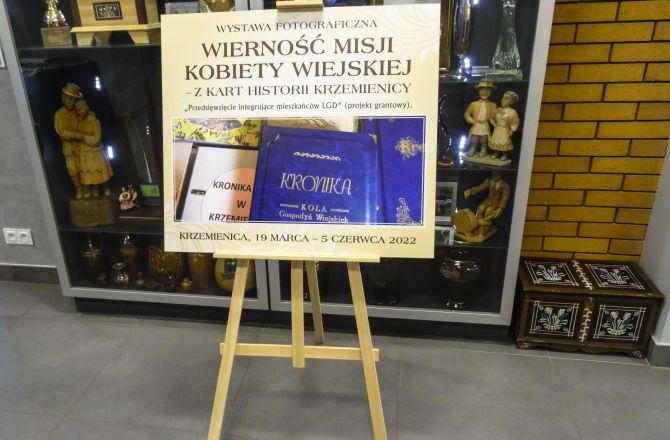 WYSTAWA FOTOGRAFICZNA
WIERNOŚĆ MISJI
KOBIETY WIEJSKIEJ
– Z KART HISTORII KRZEMIENICY
„Przedsięwzięcie integrujące mieszkańców LGD” (projekt grantowy).
KRONIKA
W
KRZEMIE
KRONIKA
KOŁA
Gospodyń Wiejskich
KRZEMIENICA, 19 MARCA – 5 CZERWCA 2022